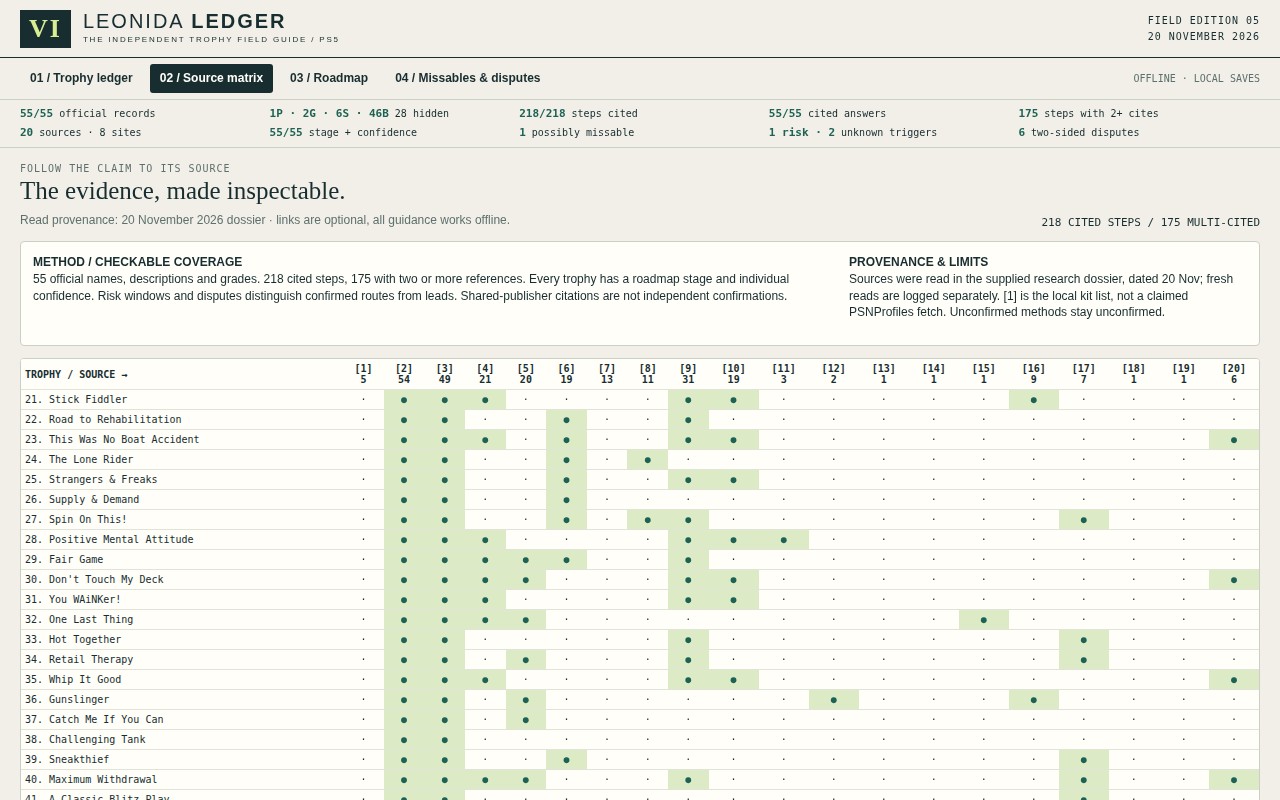 VI
LEONIDA LEDGER
THE INDEPENDENT TROPHY FIELD GUIDE / PS5
FIELD EDITION 05
20 NOVEMBER 2026
01 / Trophy ledger 02 / Source matrix 03 / Roadmap 04 / Missables & disputes OFFLINE · LOCAL SAVES
55/55 official records 1P · 2G · 6S · 46B 28 hidden 218/218 steps cited 55/55 cited answers 175 steps with 2+ cites
20 sources · 8 sites 55/55 stage + confidence 1 possibly missable 1 risk · 2 unknown triggers 6 two-sided disputes
FOLLOW THE CLAIM TO ITS SOURCE
The evidence, made inspectable.
Read provenance: 20 November 2026 dossier · links are optional, all guidance works offline.
218 CITED STEPS / 175 MULTI-CITED
METHOD / CHECKABLE COVERAGE
55 official names, descriptions and grades. 218 cited steps, 175 with two or more references. Every trophy has a roadmap stage and individual
confidence. Risk windows and disputes distinguish confirmed routes from leads. Shared-publisher citations are not independent confirmations.
PROVENANCE & LIMITS
Sources were read in the supplied research dossier, dated 20 Nov; fresh
reads are logged separately. [1] is the local kit list, not a claimed
PSNProfiles fetch. Unconfirmed methods stay unconfirmed.
TROPHY / SOURCE → [1] [2] [3] [4] [5] [6] [7] [8] [9] [10] [11] [12] [13] [14] [15] [16] [17] [18] [19] [20]
5 54 49 21 20 19 13 11 31 19 3 2 1 1 1 9 7 1 1 6
21. Stick Fiddler · ● ● ● · · · · ● ● · · · · · ● · · · ·
22. Road to Rehabilitation · ● ● · · ● · · ● · · · · · · · · · · ·
23. This Was No Boat Accident · ● ● ● · ● · · ● ● · · · · · · · · · ●
24. The Lone Rider · ● ● · · ● · ● · · · · · · · · · · · ·
25. Strangers & Freaks · ● ● · · ● · · ● ● · · · · · · · · · ·
26. Supply & Demand · ● ● · · ● · · · · · · · · · · · · · ·
27. Spin On This! · ● ● · · ● · ● ● · · · · · · · ● · · ·
28. Positive Mental Attitude · ● ● ● · · · · ● ● ● · · · · · · · · ·
29. Fair Game · ● ● ● ● ● · · ● · · · · · · · · · · ·
30. Don't Touch My Deck · ● ● ● ● · · · ● ● · · · · · · · · · ●
31. You WAiNKer! · ● ● ● · · · · ● ● · · · · · · · · · ·
32. One Last Thing · ● ● ● ● · · · · · · · · · ● · · · · ·
33. Hot Together · ● ● · · · · · ● · · · · · · · ● · · ·
34. Retail Therapy · ● ● · ● · · · ● · · · · · · · ● · · ·
35. Whip It Good · ● ● ● · · · · ● ● · · · · · · · · · ●
36. Gunslinger · ● ● · ● · · · · · · ● · · · ● · · · ·
37. Catch Me If You Can · ● ● · ● · · · · · · · · · · · · · · ·
38. Challenging Tank · ● ● · · · · · · · · · · · · · · · · ·
39. Sneakthief · ● ● · · ● · · · · · · · · · · ● · · ·
40. Maximum Withdrawal · ● ● ● ● · · · ● · · · · · · · ● · · ●
41. A Classic Blitz Play · ● ● · · · · · · · · · · · · · ● · · ·